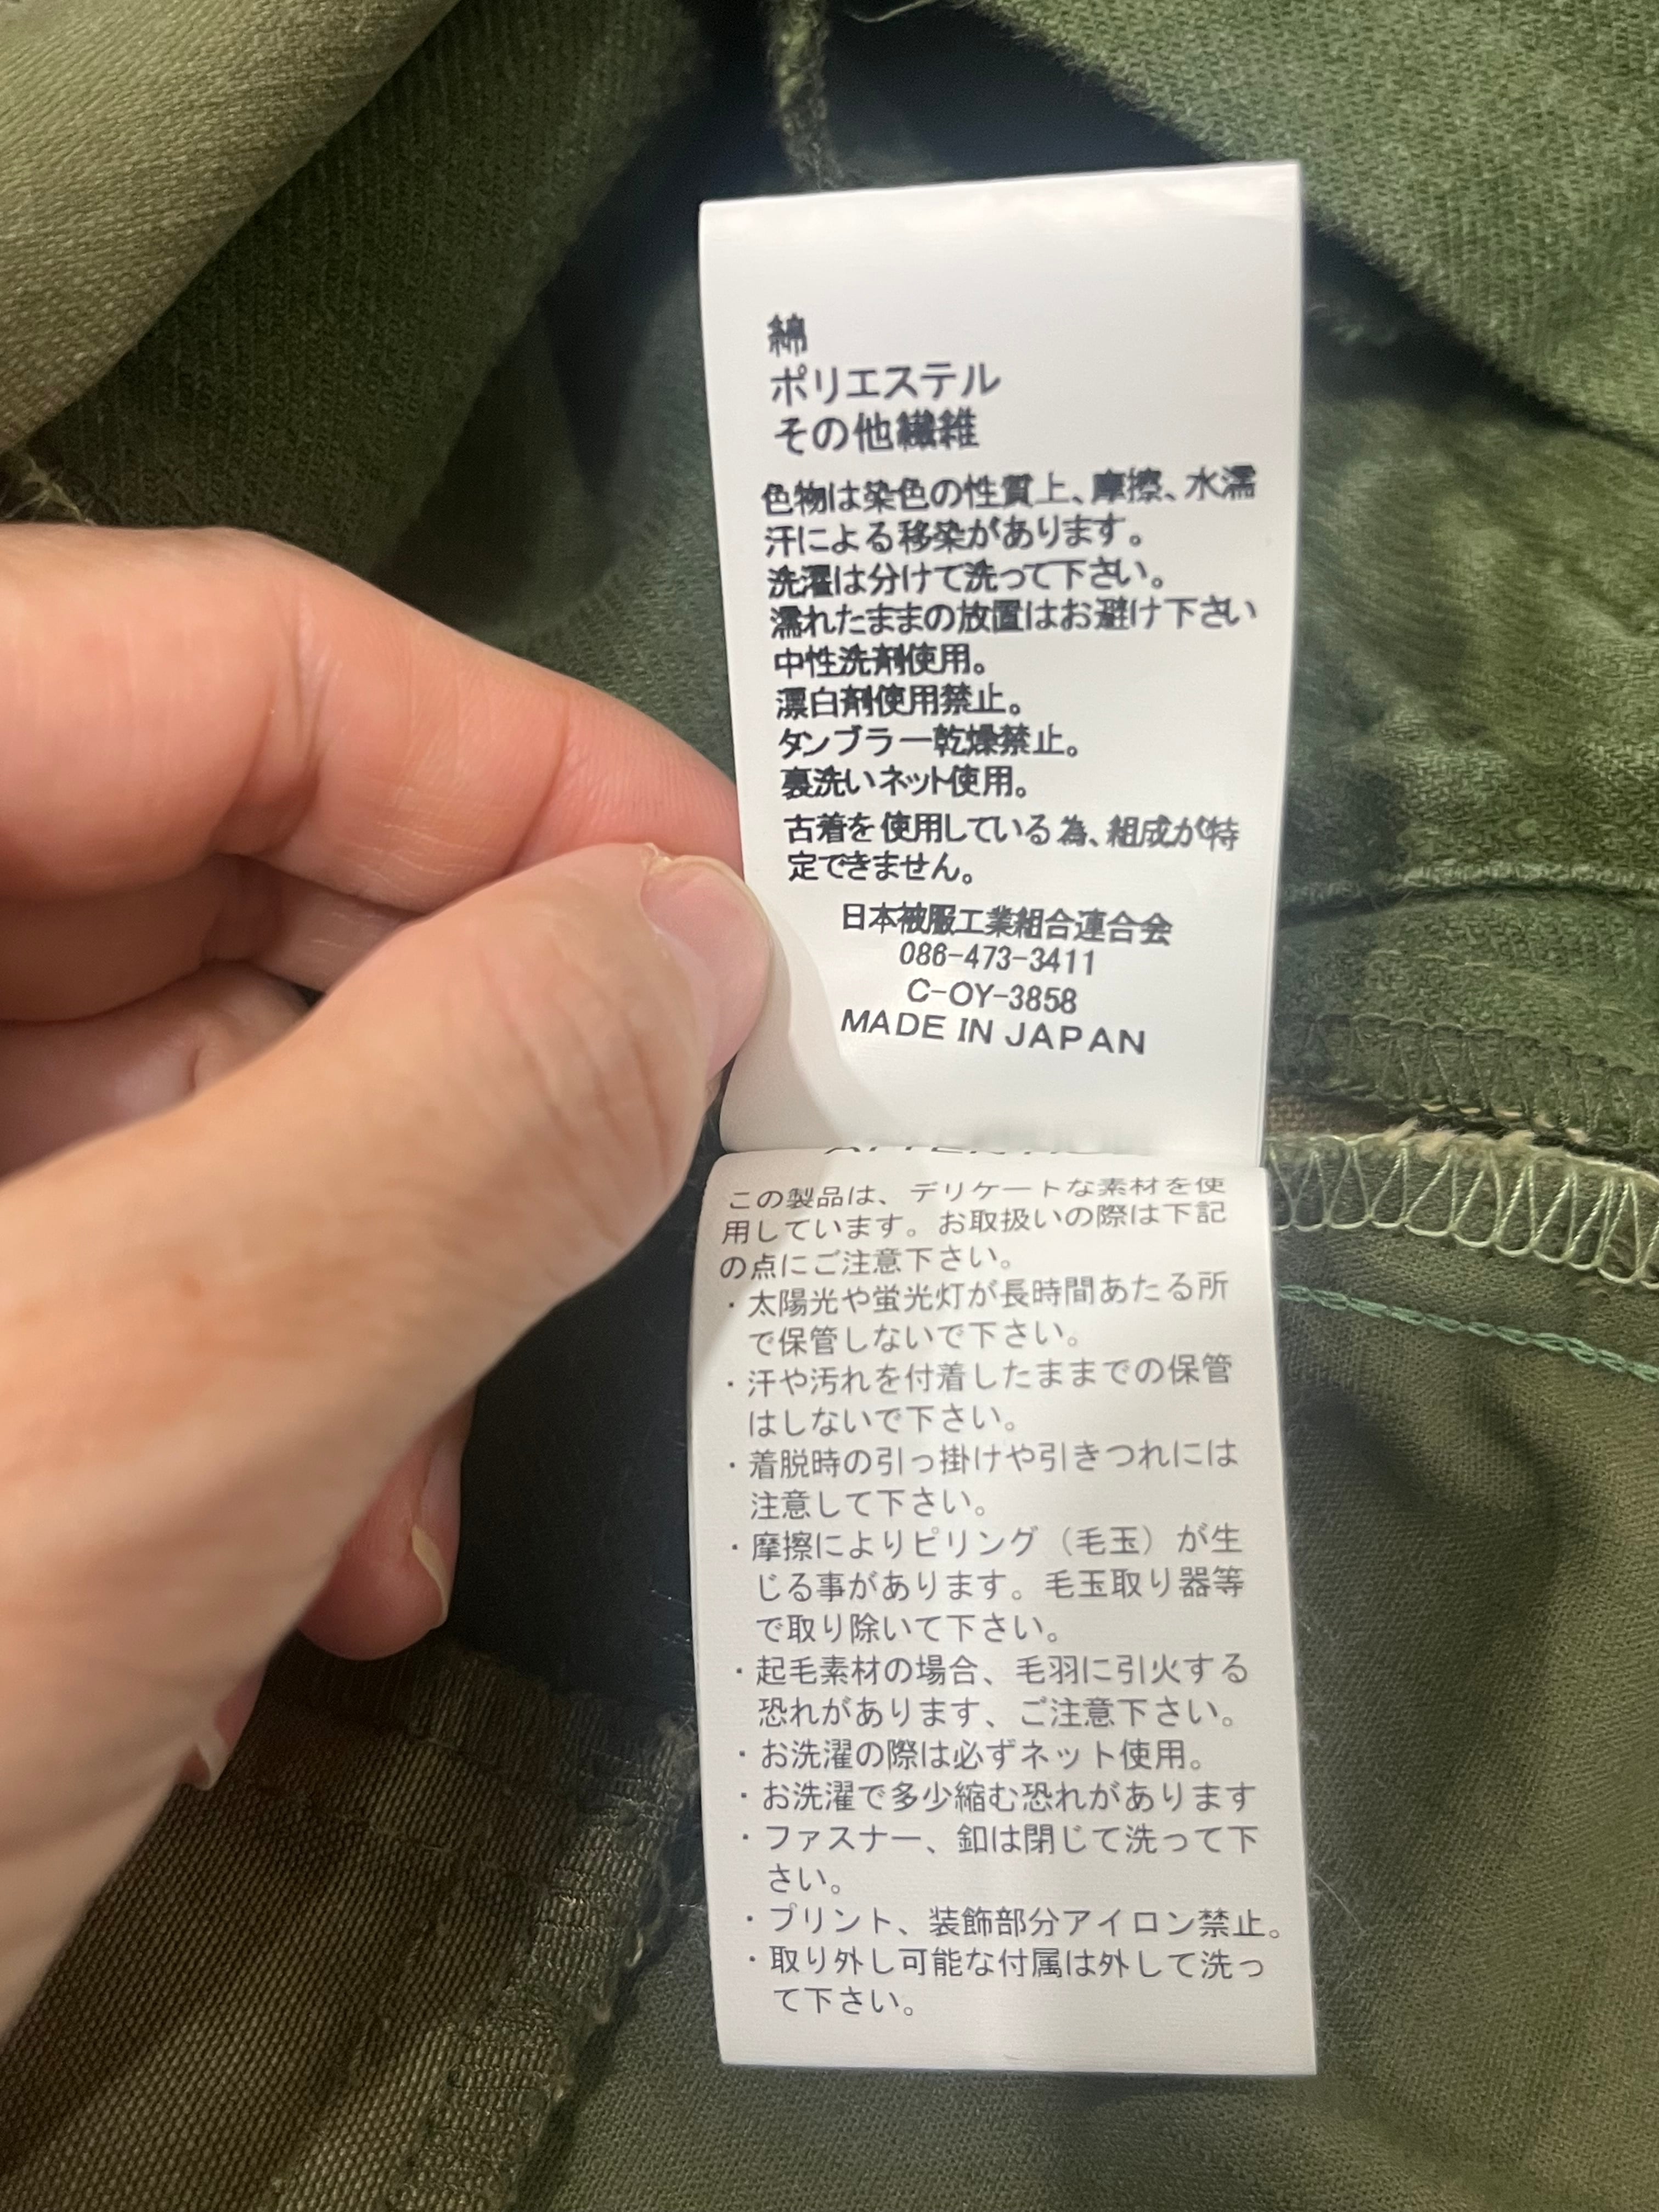 綿
ポリエステル
その他繊維
色物は染色の性質上、摩擦、水濡
汗による移染があります。
洗濯は分けて洗って下さい。
濡れたままの放置はお避け下さい
中性洗剤使用。
漂白剤使用禁止。
タンブラー乾燥禁止。
裏洗いネット使用。
古着を使用している為、組成が特
定できません。
日本被服工業組合連合会
086-473-3411
C-OY-3858
MADE IN JAPAN
この製品は、デリケートな素材を使
用しています。お取扱いの際は下記
の点にご注意下さい。
・太陽光や蛍光灯が長時間あたる所
で保管しないで下さい。
・汗や汚れを付着したままでの保管
はしないで下さい。
・着脱時の引っ掛けや引きつれには
注意して下さい。
・摩擦によりピリング（毛玉）が生
じる事があります。毛玉取り器等
で取り除いて下さい。
・起毛素材の場合、毛羽に引火する
恐れがあります、ご注意下さい。
・お洗濯の際は必ずネット使用。
・お洗濯で多少縮む恐れがあります
・ファスナー、釦は閉じて洗って下
さい。
・プリント、装飾部分アイロン禁止。
・取り外し可能な付属は外して洗っ
て下さい。